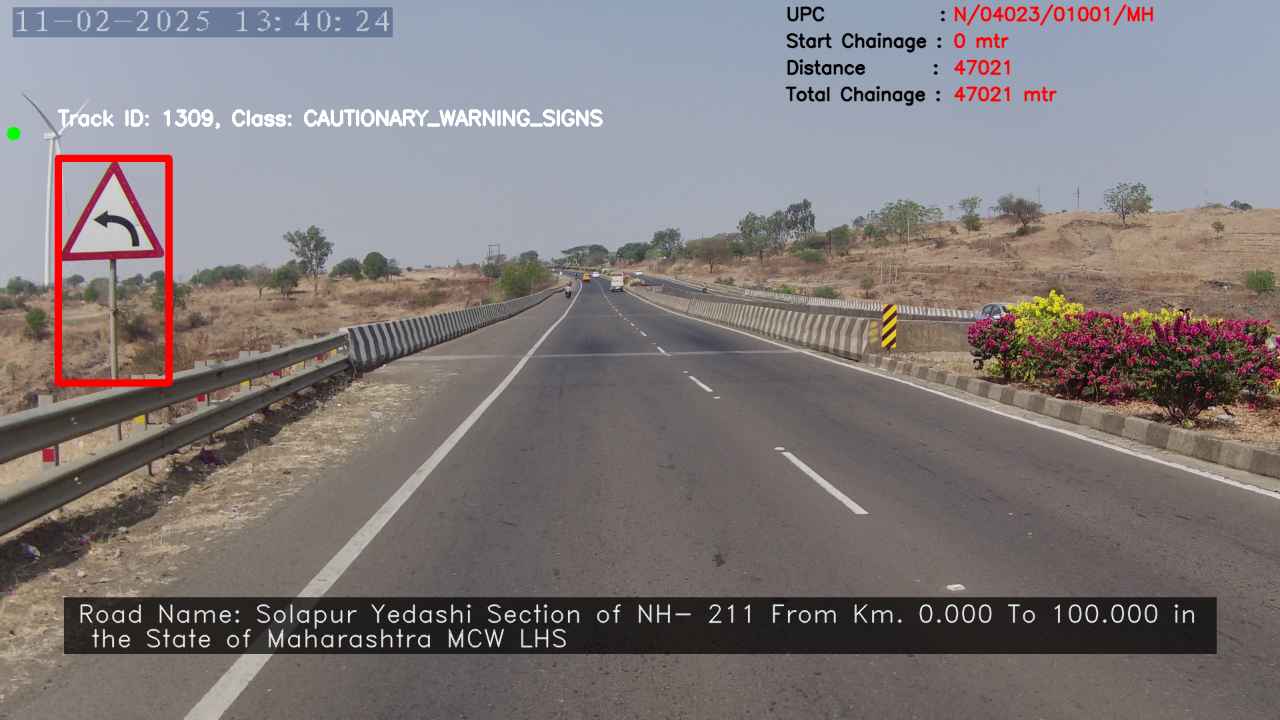 11-02-2025 13:40:24
UPC : N/04023/01001/MH
Start Chainage : 0 mtr
Distance : 47021
Total Chainage : 47021 mtr
Track ID: 1309, Class: CAUTIONARY_WARNING_SIGNS
Road Name: Solapur Yedashi Section of NH- 211 From Km. 0.000 To 100.000 in
the State of Maharashtra MCW LHS